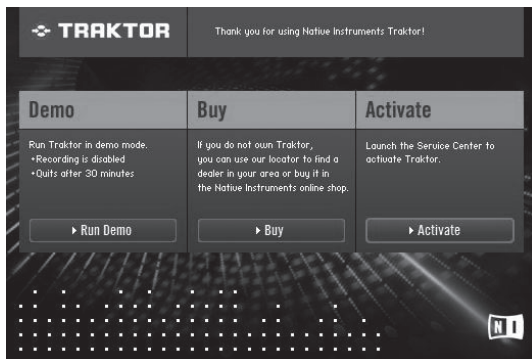 TRAKTOR
Thank you for using Native Instruments Traktor!
Demo
Run Traktor in demo mode.
•Recording is disabled
•Quits after 30 minutes
▸ Run Demo
Buy
If you do not own Traktor,
you can use our locator to find a
dealer in your area or buy it in
the Native Instruments online shop.
▸ Buy
Activate
Launch the Service Center to
activate Traktor.
▸ Activate
NI